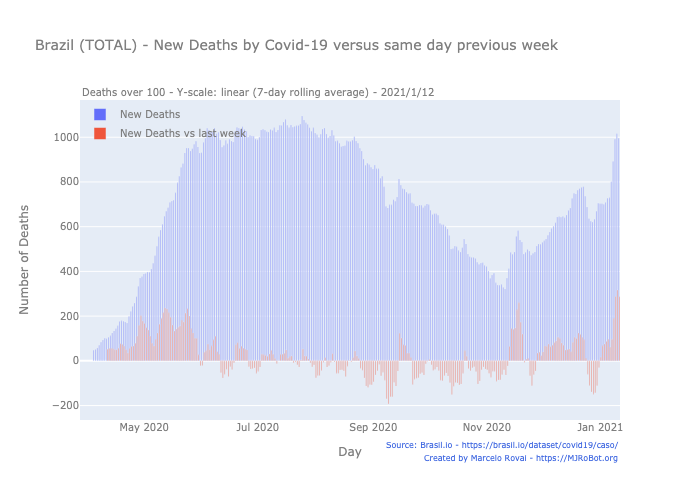 Brazil (TOTAL) - New Deaths by Covid-19 versus same day previous week
Deaths over 100 - Y-scale: linear (7-day rolling average) - 2021/1/12
New Deaths
New Deaths vs last week
1000
800
600
400
200
0
−200
Number of Deaths
May 2020
Jul 2020
Sep 2020
Nov 2020
Jan 2021
Day
Source: Brasil.io - https://brasil.io/dataset/covid19/caso/
Created by Marcelo Rovai - https://MJRoBot.org